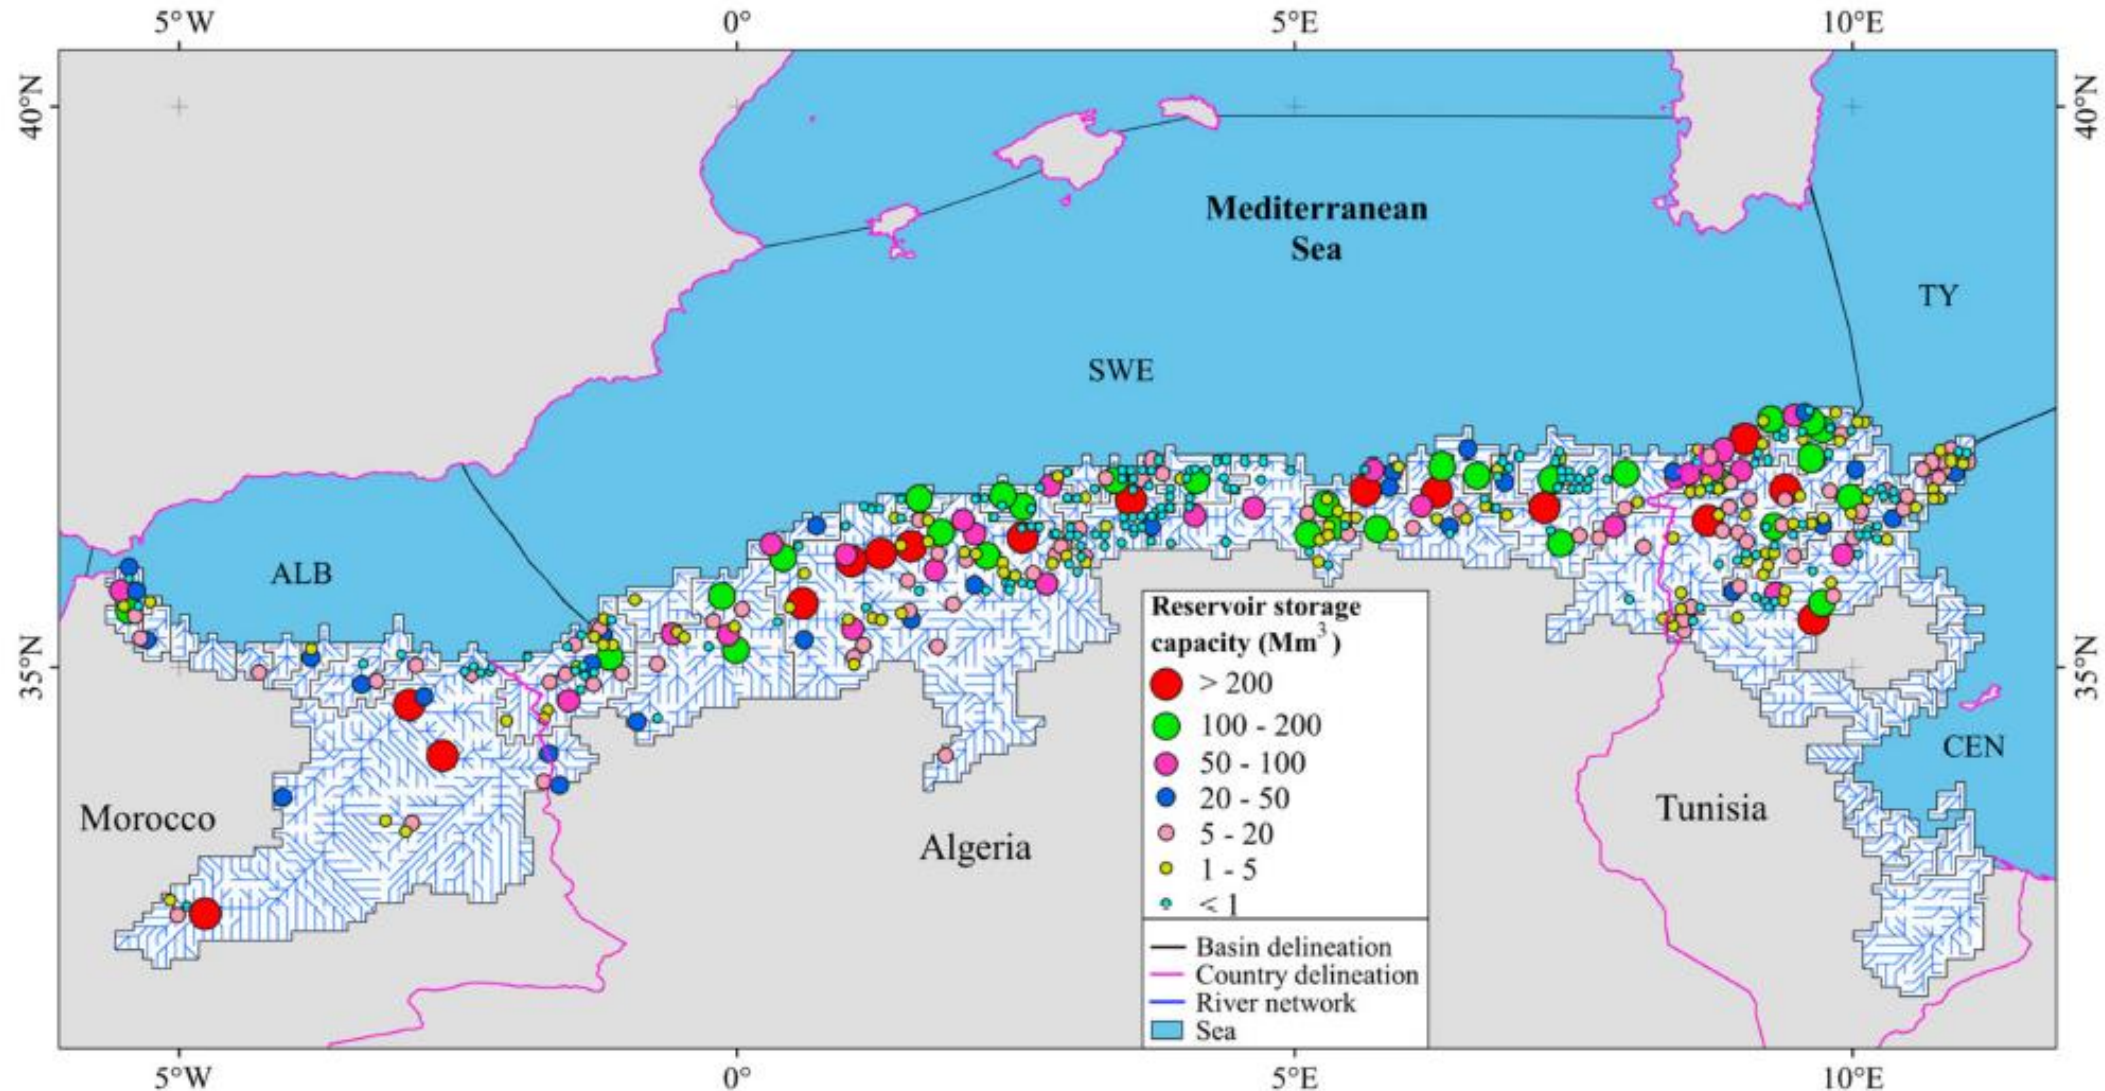 5°W 0° 5°E 10°E
40°N 40°N
Mediterranean
Sea
TY
SWE
ALB
Reservoir storage
capacity (Mm³)
> 200
100 - 200
50 - 100
20 - 50
5 - 20
1 - 5
< 1
Basin delineation
Country delineation
River network
Sea
35°N 35°N
CEN
Morocco
Algeria
Tunisia
5°W 0° 5°E 10°E